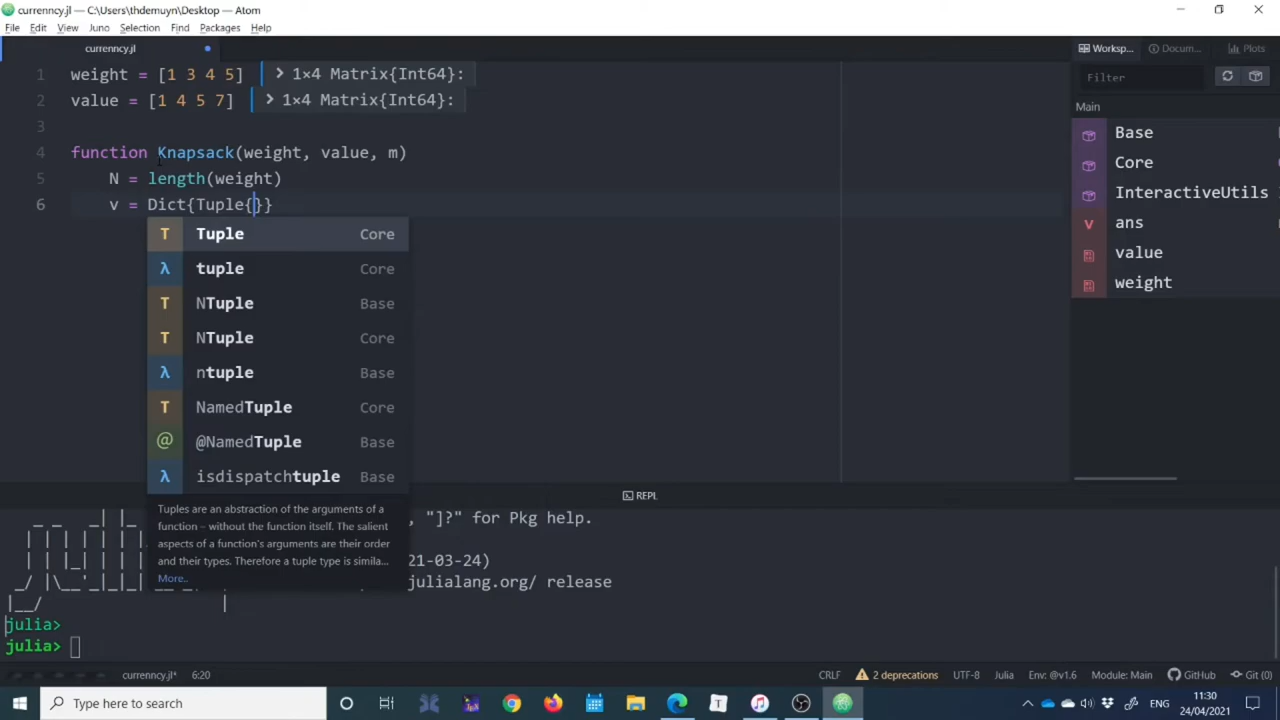 currenncy.jl — C:\Users\thdemuyn\Desktop — Atom
File Edit View Juno Selection Find Packages Help
currenncy.jl
Worksp... Docum... Plots
1 weight = [1 3 4 5] > 1×4 Matrix{Int64}:
2 value = [1 4 5 7] > 1×4 Matrix{Int64}:
3
4 function Knapsack(weight, value, m)
5 N = length(weight)
6 v = Dict{Tuple{}}
T Tuple Core
λ tuple Core
T NTuple Base
T NTuple Core
λ ntuple Base
T NamedTuple Core
@ @NamedTuple Base
λ isdispatchtuple Base
Tuples are an abstraction of the arguments of a
function – without the function itself. The salient
aspects of a function's arguments are their order
and their types. Therefore a tuple type is simila...
More..
Filter
Main
Base
Core
InteractiveUtils
v ans
value
weight
REPL
, "]?" for Pkg help.
21-03-24)
julialang.org/ release
julia>
julia>
currenncy.jl* 6:20
CRLF 2 deprecations UTF-8 Julia Env: @v1.6 Module: Main GitHub Git (0)
Type here to search
ENG
11:30
24/04/2021